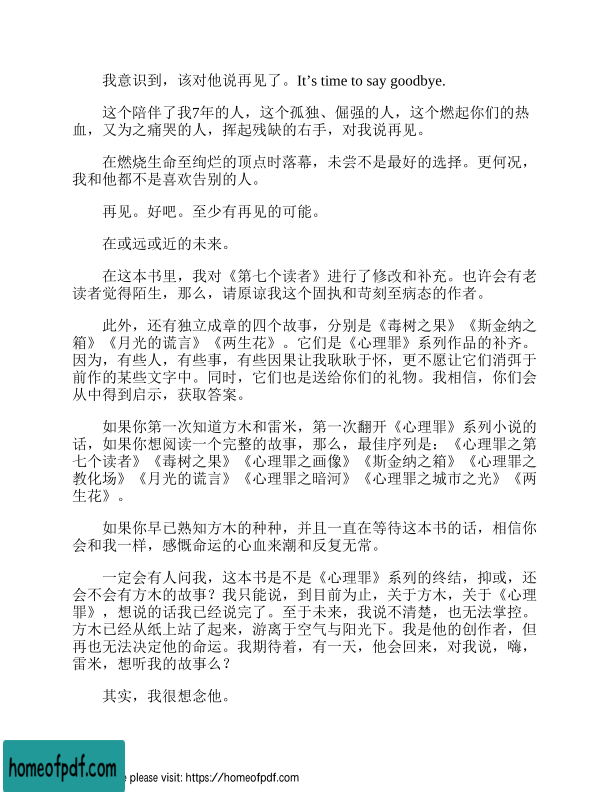 我意识到，该对他说再见了。It’s time to say goodbye.
这个陪伴了我7年的人，这个孤独、倔强的人，这个燃起你们的热
血，又为之痛哭的人，挥起残缺的右手，对我说再见。
在燃烧生命至绚烂的顶点时落幕，未尝不是最好的选择。更何况，
我和他都不是喜欢告别的人。
再见。好吧。至少有再见的可能。
在或远或近的未来。
在这本书里，我对《第七个读者》进行了修改和补充。也许会有老
读者觉得陌生，那么，请原谅我这个固执和苛刻至病态的作者。
此外，还有独立成章的四个故事，分别是《毒树之果》《斯金纳之
箱》《月光的谎言》《两生花》。它们是《心理罪》系列作品的补齐。
因为，有些人，有些事，有些因果让我耿耿于怀，更不愿让它们消弭于
前作的某些文字中。同时，它们也是送给你们的礼物。我相信，你们会
从中得到启示，获取答案。
如果你第一次知道方木和雷米，第一次翻开《心理罪》系列小说的
话，如果你想阅读一个完整的故事，那么，最佳序列是：《心理罪之第
七个读者》《毒树之果》《心理罪之画像》《斯金纳之箱》《心理罪之
教化场》《月光的谎言》《心理罪之暗河》《心理罪之城市之光》《两
生花》。
如果你早已熟知方木的种种，并且一直在等待这本书的话，相信你
会和我一样，感慨命运的心血来潮和反复无常。
一定会有人问我，这本书是不是《心理罪》系列的终结，抑或，还
会不会有方木的故事？我只能说，到目前为止，关于方木，关于《心理
罪》，想说的话我已经说完了。至于未来，我说不清楚，也无法掌控。
方木已经从纸上站了起来，游离于空气与阳光下。我是他的创作者，但
再也无法决定他的命运。我期待着，有一天，他会回来，对我说，嗨，
雷米，想听我的故事么？
其实，我很想念他。
homeofpdf.com
e please visit: https://homeofpdf.com